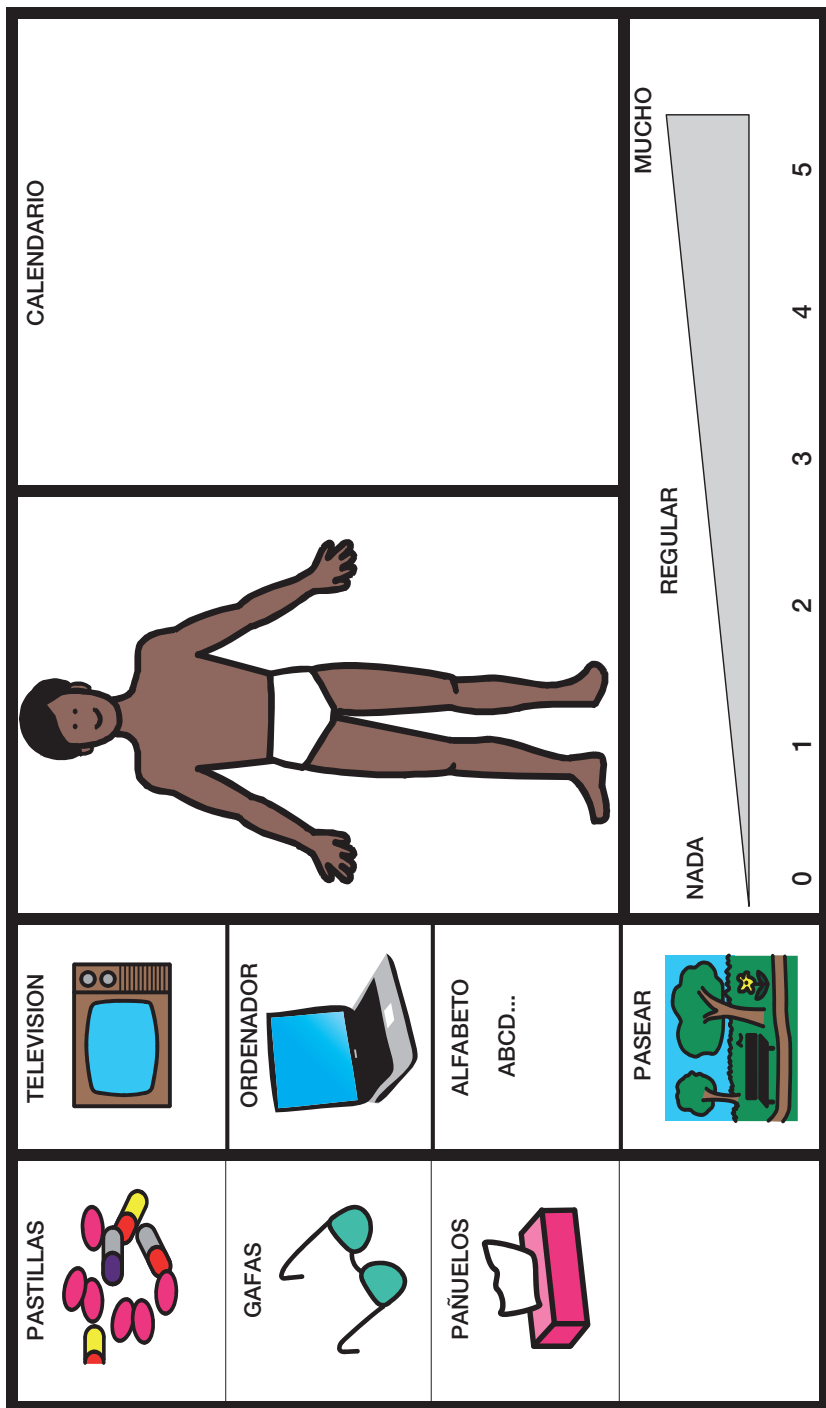 PASTILLAS
TELEVISION
CALENDARIO
GAFAS
ORDENADOR
PAÑUELOS
ALFABETO
ABCD...
PASEAR
NADA
REGULAR
MUCHO
0 1 2 3 4 5